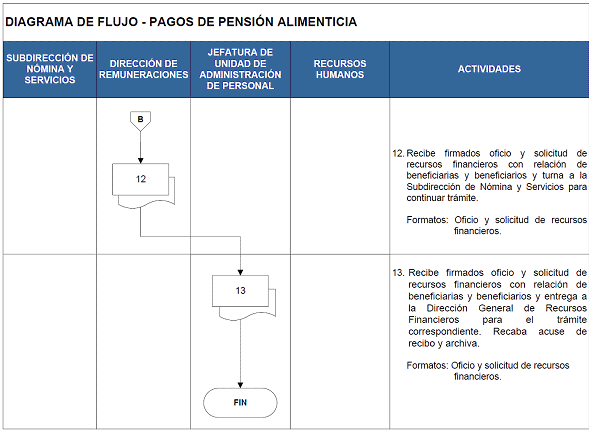 DIAGRAMA DE FLUJO - PAGOS DE PENSIÓN ALIMENTICIA
SUBDIRECCIÓN DE
NÓMINA Y
SERVICIOS
DIRECCIÓN DE
REMUNERACIONES
JEFATURA DE
UNIDAD DE
ADMINISTRACIÓN
DE PERSONAL
RECURSOS
HUMANOS
ACTIVIDADES
B
12
12. Recibe firmados oficio y solicitud de
recursos financieros con relación de
beneficiarias y beneficiarios y turna a la
Subdirección de Nómina y Servicios para
continuar trámite.
Formatos: Oficio y solicitud de recursos
financieros.
13
13. Recibe firmados oficio y solicitud de
recursos financieros con relación de
beneficiarias y beneficiarios y entrega a
la Dirección General de Recursos
Financieros para el trámite
correspondiente. Recaba acuse de
recibo y archiva.
Formatos: Oficio y solicitud de recursos
financieros.
FIN